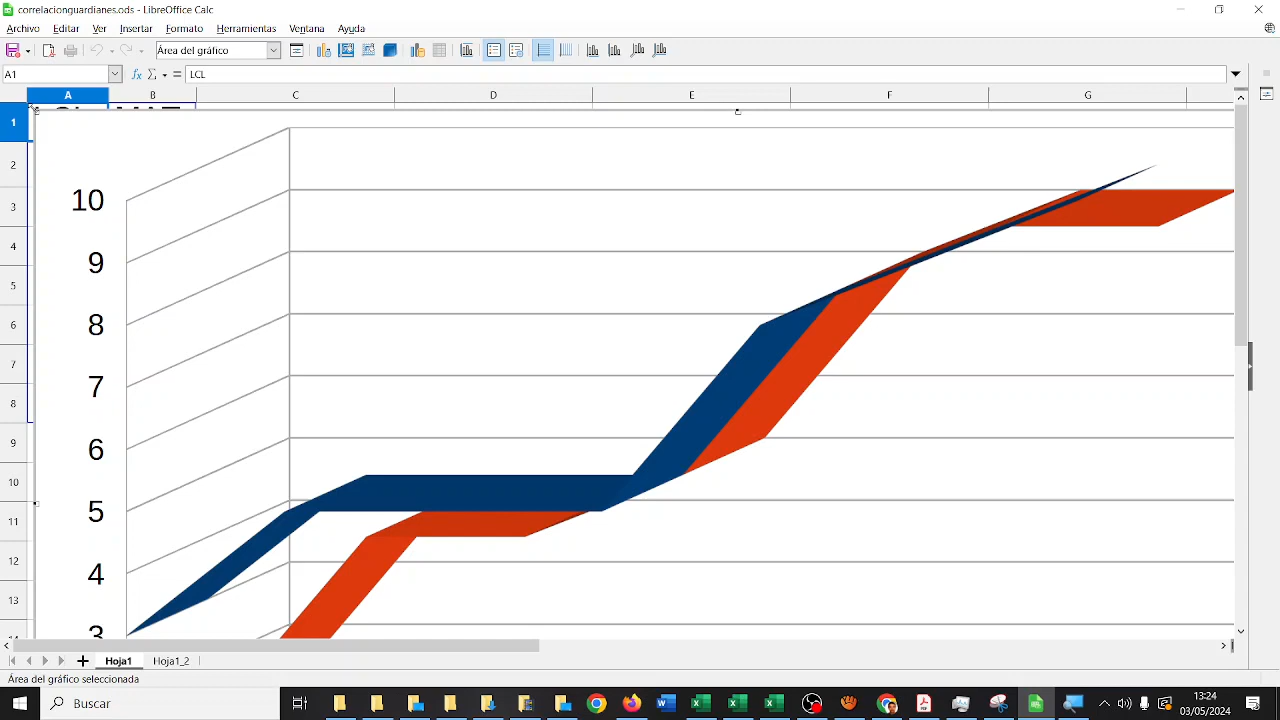 correlacionguardianes.ods - LibreOffice Calc
Archivo Editar Ver Insertar Formato Herramientas Ventana Ayuda
Área del gráfico
A1 LCL
A B C D E F G
1
2
3
4
5
6
7
8
9
10
11
12
13
10
9
8
7
6
5
4
3
Hoja1 Hoja1_2
Área del gráfico seleccionada
Buscar
13:24
03/05/2024